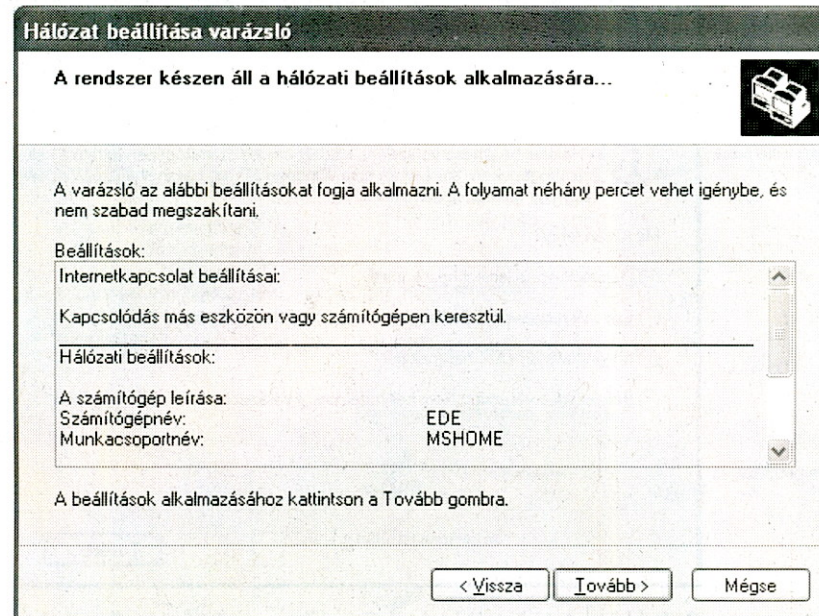 Hálózat beállítása varázsló
A rendszer készen áll a hálózati beállítások alkalmazására...
A varázsló az alábbi beállításokat fogja alkalmazni. A folyamat néhány percet vehet igénybe, és
nem szabad megszakítani.
Beállítások:
Internetkapcsolat beállításai:
Kapcsolódás más eszközön vagy számítógépen keresztül.
Hálózati beállítások:
A számítógép leírása:
Számítógépnév: EDE
Munkacsoportnév: MSHOME
A beállítások alkalmazásához kattintson a Tovább gombra.
< Vissza Tovább > Mégse